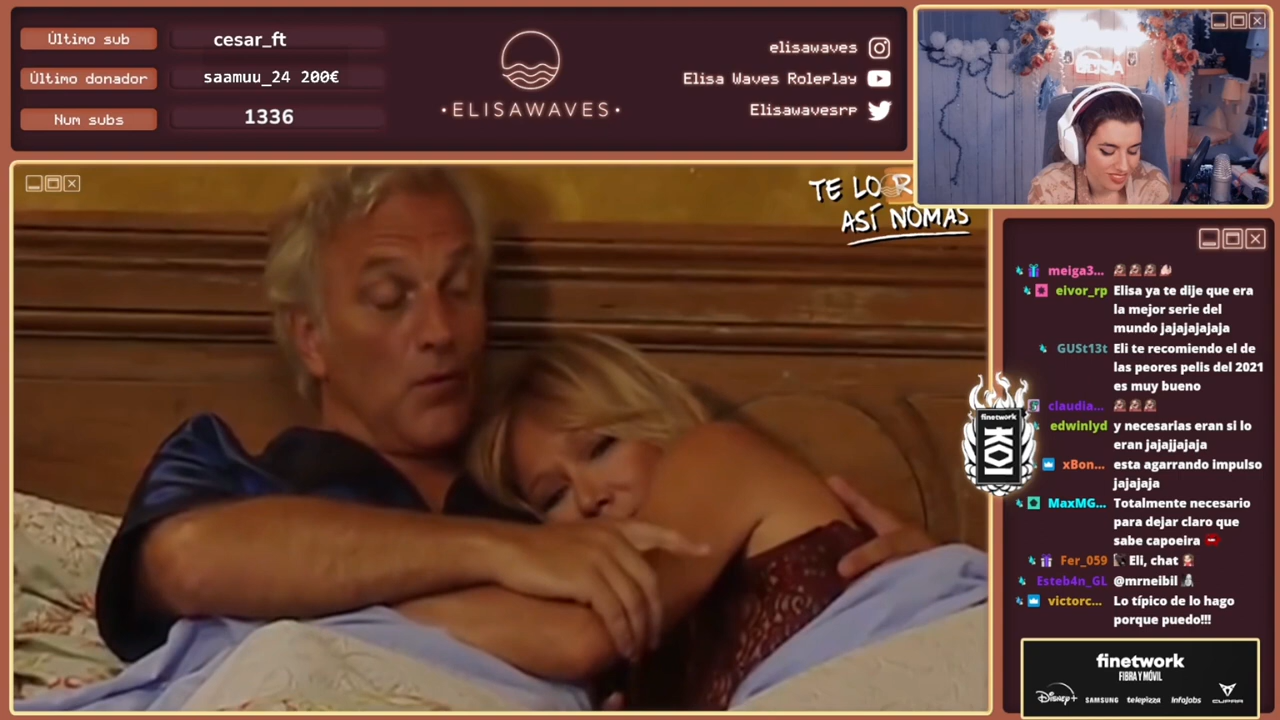 Último sub
cesar_ft
Último donador
saamuu_24 200€
Num subs
1336
•ELISAWAVES•
elisawaves
Elisa Waves Roleplay
Elisawavesrp
TE LO R
ASÍ NOMÁS
meiga3...
eivor_rp Elisa ya te dije que era
la mejor serie del
mundo jajajajajaja
GUSt13t Eli te recomiendo el de
las peores pelis del 2021
es muy bueno
claudia...
edwinlyd y necesarias eran si lo
eran jajajjajaja
xBon... esta agarrando impulso
jajajaja
MaxMG... Totalmente necesario
para dejar claro que
sabe capoeira
Fer_059 Eli, chat
Esteb4n_GL @mrneibil
victorc... Lo típico de lo hago
porque puedo!!!
finetwork
KOI
finetwork
FIBRA Y MÓVIL
Disney+ SAMSUNG telepizza InfoJobs CUPRA